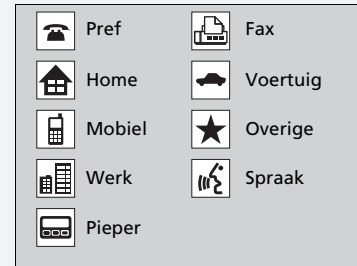 Pref
Fax
Home
Voertuig
Mobiel
Overige
Werk
Spraak
Pieper